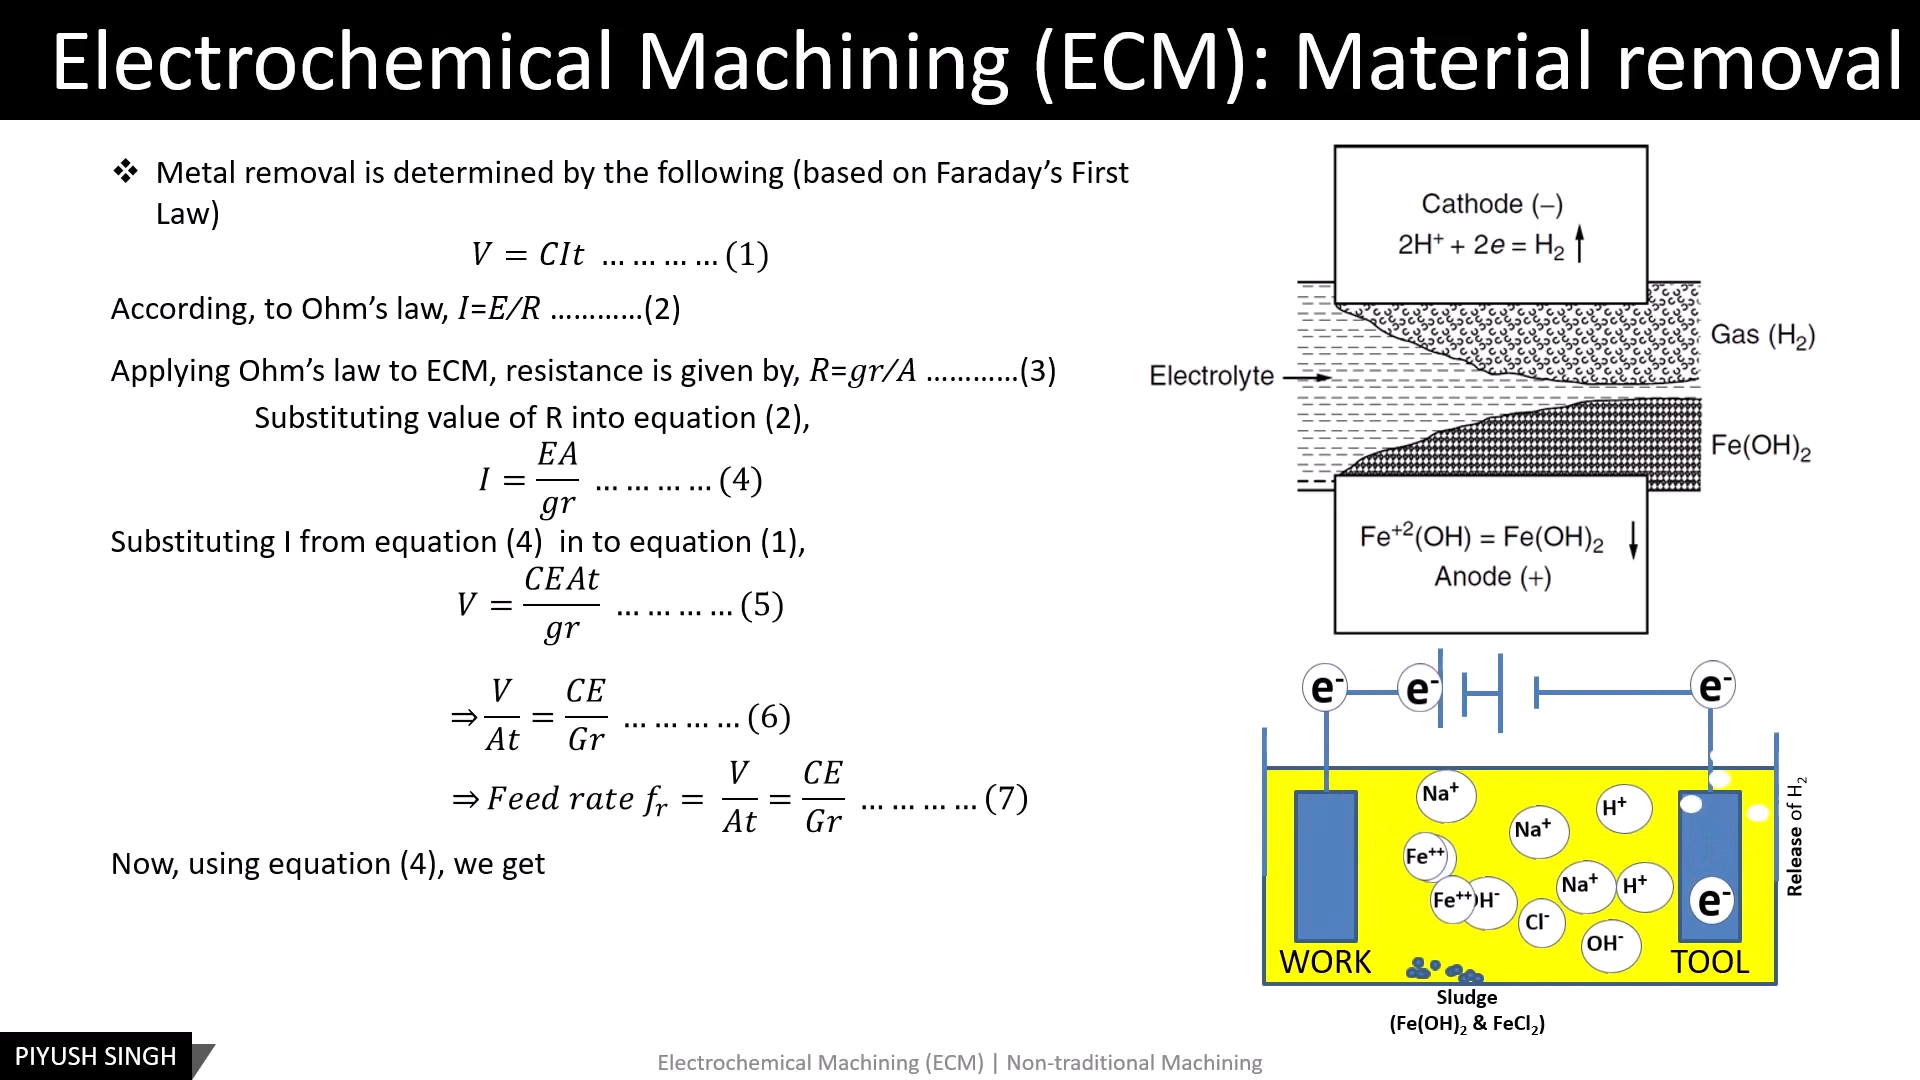 Electrochemical Machining (ECM): Material removal
❖ Metal removal is determined by the following (based on Faraday’s First
Law)
V = CIt … … … … (1)
According, to Ohm’s law, I=E/R …………(2)
Applying Ohm’s law to ECM, resistance is given by, R=gr/A …………(3)
Substituting value of R into equation (2),
I = EA/gr … … … … (4)
Substituting I from equation (4) in to equation (1),
V = CEAt/gr … … … … (5)
⇒ V/At = CE/Gr … … … … (6)
⇒ Feed rate fᵣ = V/At = CE/Gr … … … … (7)
Now, using equation (4), we get
Cathode (–)
2H⁺ + 2e = H₂ ↑
Gas (H₂)
Electrolyte
Fe(OH)₂
Fe⁺²(OH) = Fe(OH)₂ ↓
Anode (+)
e⁻ e⁻ e⁻
Na⁺
H⁺
Na⁺
Fe⁺⁺
Na⁺ H⁺
Fe⁺⁺ H⁻
e⁻
Cl⁻
OH⁻
WORK TOOL
Release of H₂
Sludge
(Fe(OH)₂ & FeCl₂)
PIYUSH SINGH
Electrochemical Machining (ECM) | Non-traditional Machining